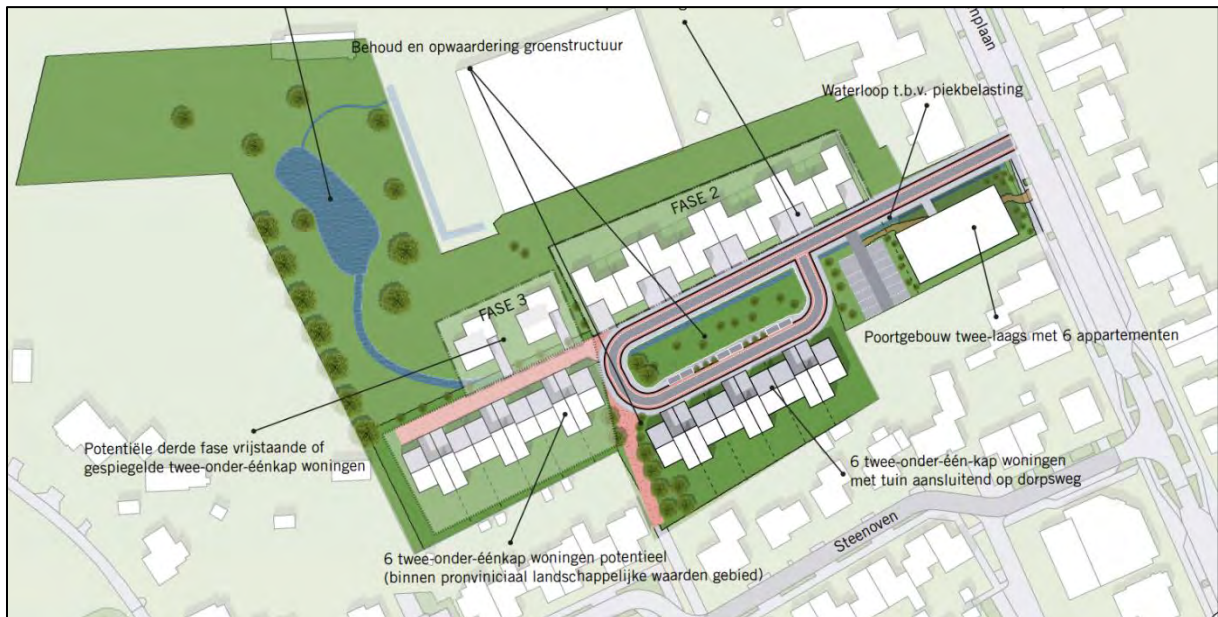 Behoud en opwaardering groenstructuur
Waterloop t.b.v. piekbelasting
FASE 2
FASE 3
Poortgebouw twee-laags met 6 appartementen
Potentiële derde fase vrijstaande of
gespiegelde twee-onder-éénkap woningen
6 twee-onder-één-kap woningen
met tuin aansluitend op dorpsweg
Steenoven
6 twee-onder-éénkap woningen potentieel
(binnen pronviniciaal landschappelijke waarden gebied)